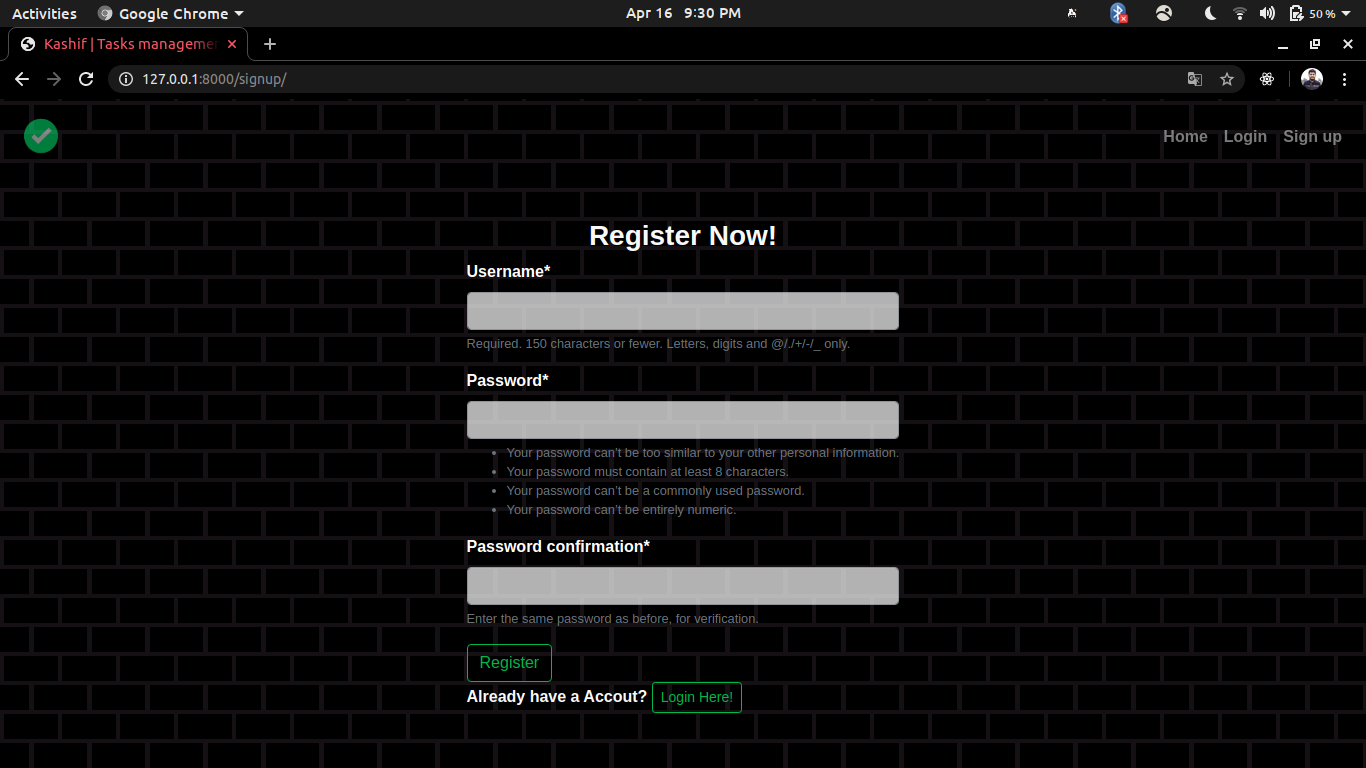 Activities Google Chrome Apr 16 9:30 PM 50 %
Kashif | Tasks manageme
127.0.0.1:8000/signup/
Home Login Sign up
Register Now!
Username*
Required. 150 characters or fewer. Letters, digits and @/./+/-/_ only.
Password*
Your password can’t be too similar to your other personal information.
Your password must contain at least 8 characters.
Your password can’t be a commonly used password.
Your password can’t be entirely numeric.
Password confirmation*
Enter the same password as before, for verification.
Register
Already have a Accout? Login Here!